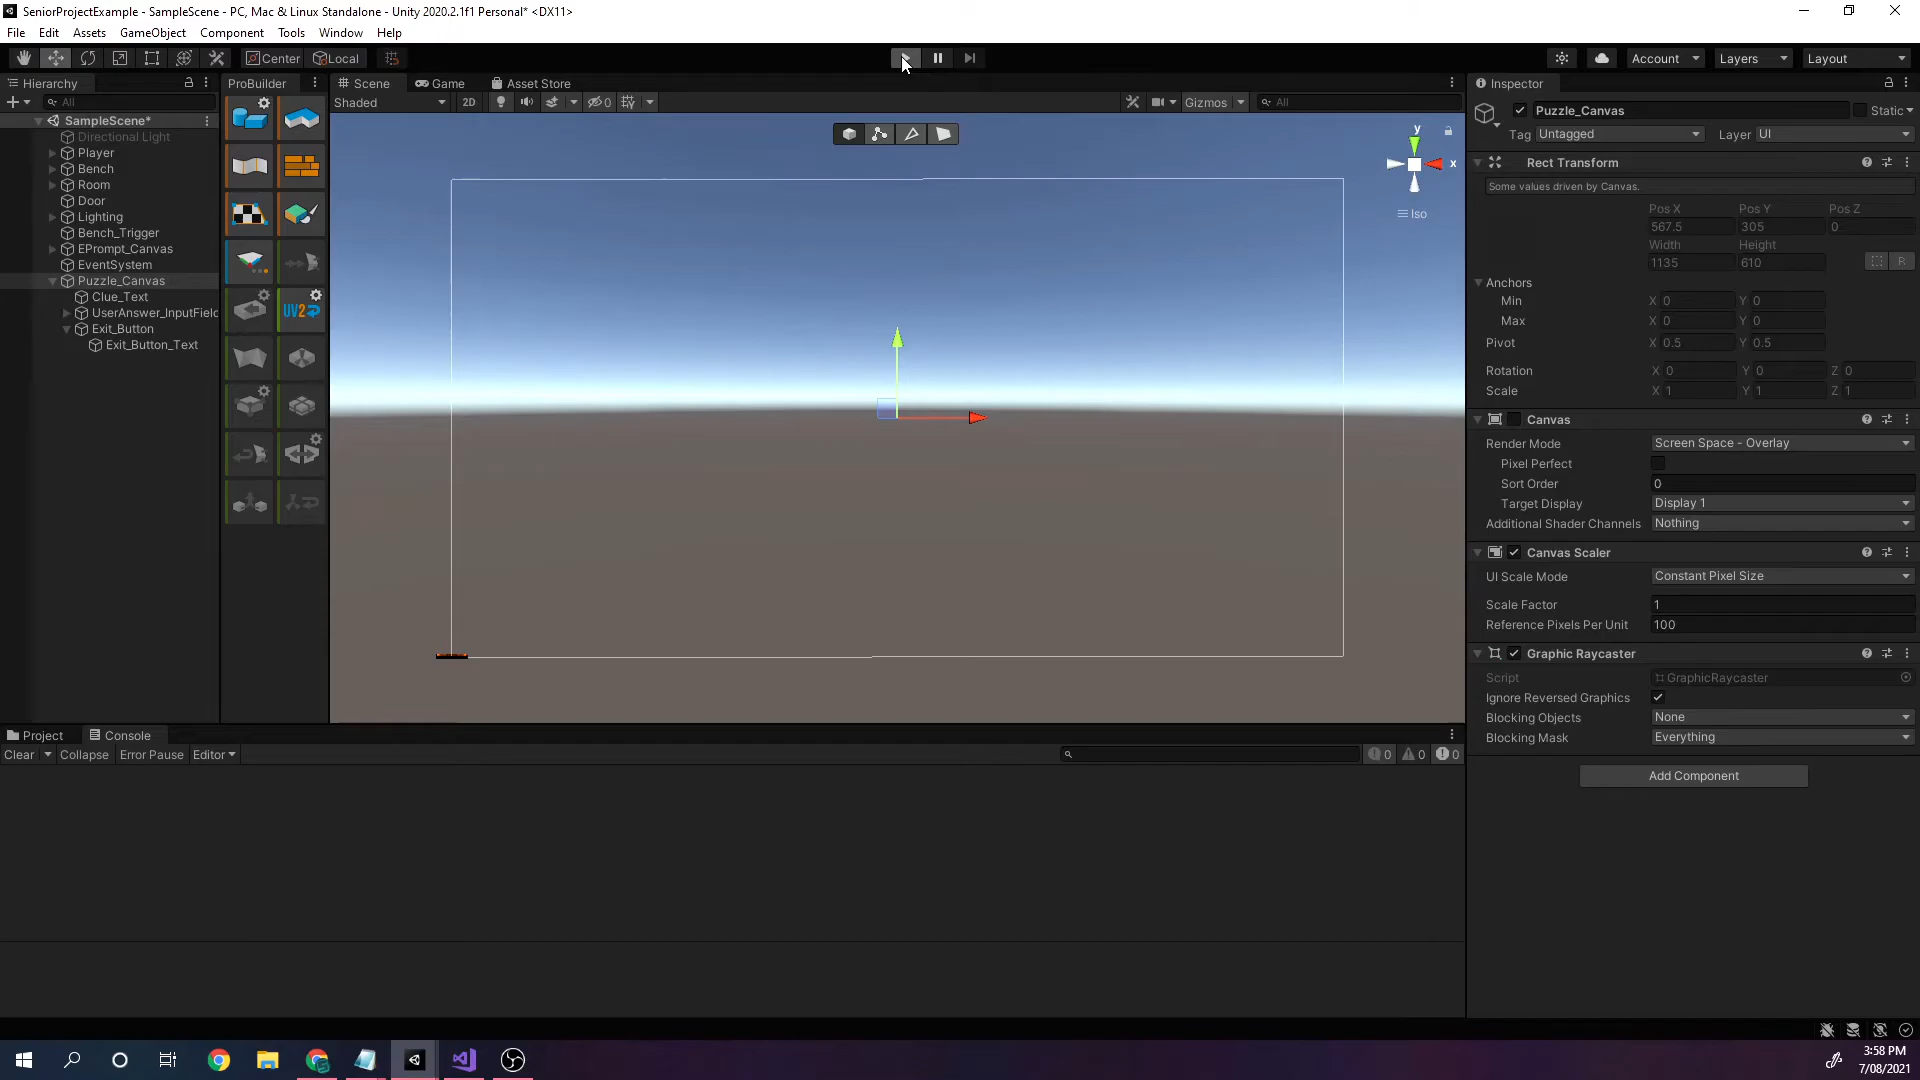 SeniorProjectExample - SampleScene - PC, Mac & Linux Standalone - Unity 2020.2.1f1 Personal* <DX11>
File Edit Assets GameObject Component Tools Window Help
Center Local Account Layers Layout
Hierarchy ProBuilder Scene Game Asset Store Inspector
All Shaded 2D 0 Gizmos All
SampleScene*
Directional Light
Player
Bench
Room
Door
Lighting
Bench_Trigger
EPrompt_Canvas
EventSystem
Puzzle_Canvas
Clue_Text
UserAnswer_InputField
Exit_Button
Exit_Button_Text
UV2
y
x
Iso
Puzzle_Canvas Static
Tag Untagged Layer UI
Rect Transform
Some values driven by Canvas.
Pos X Pos Y Pos Z
567.5 305 0
Width Height
1135 610 R
Anchors
Min X 0 Y 0
Max X 0 Y 0
Pivot X 0.5 Y 0.5
Rotation X 0 Y 0 Z 0
Scale X 1 Y 1 Z 1
Canvas
Render Mode Screen Space - Overlay
Pixel Perfect
Sort Order 0
Target Display Display 1
Additional Shader Channels Nothing
Canvas Scaler
UI Scale Mode Constant Pixel Size
Scale Factor 1
Reference Pixels Per Unit 100
Graphic Raycaster
Script GraphicRaycaster
Ignore Reversed Graphics
Blocking Objects None
Blocking Mask Everything
Add Component
Project Console
Clear Collapse Error Pause Editor 0 0 0
3:58 PM
7/08/2021